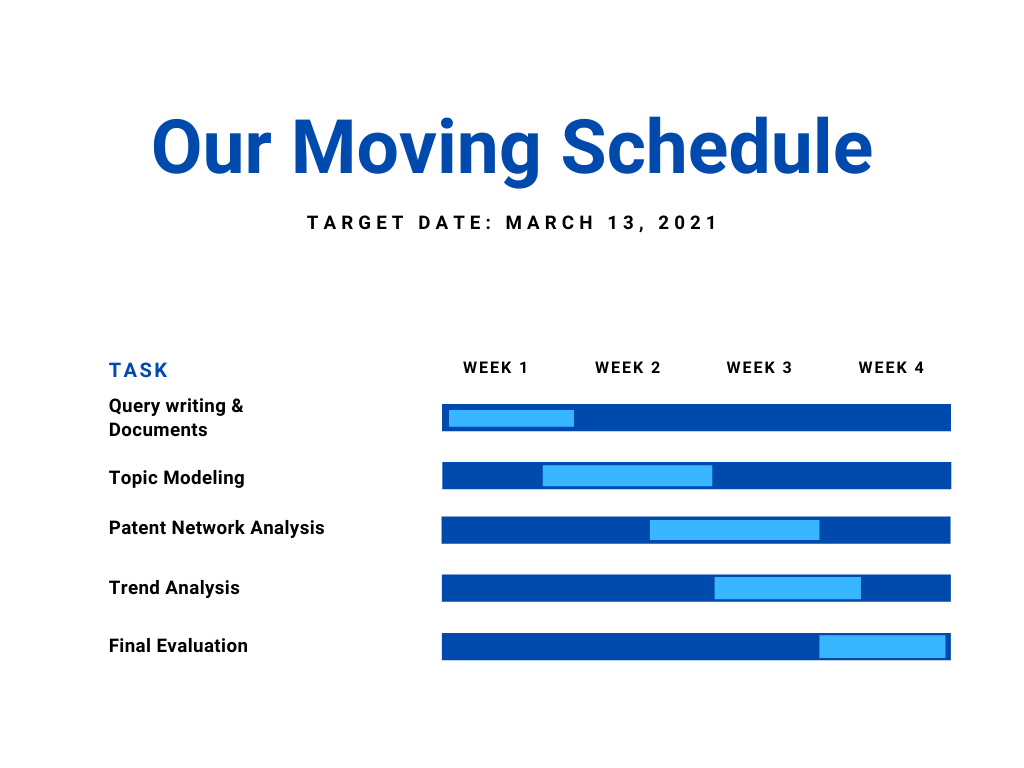 Our Moving Schedule
TARGET DATE: MARCH 13, 2021
TASK WEEK 1 WEEK 2 WEEK 3 WEEK 4
Query writing &
Documents
Topic Modeling
Patent Network Analysis
Trend Analysis
Final Evaluation